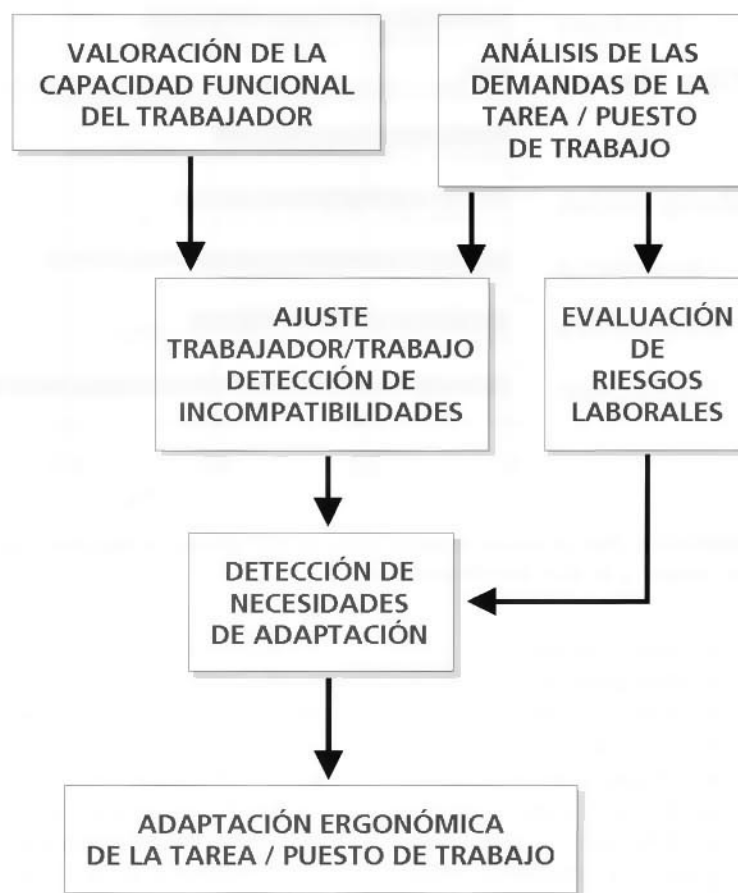 VALORACIÓN DE LA
CAPACIDAD FUNCIONAL
DEL TRABAJADOR
ANÁLISIS DE LAS
DEMANDAS DE LA
TAREA / PUESTO
DE TRABAJO
AJUSTE
TRABAJADOR/TRABAJO
DETECCIÓN DE
INCOMPATIBILIDADES
EVALUACIÓN
DE
RIESGOS
LABORALES
DETECCIÓN DE
NECESIDADES
DE ADAPTACIÓN
ADAPTACIÓN ERGONÓMICA
DE LA TAREA / PUESTO DE TRABAJO